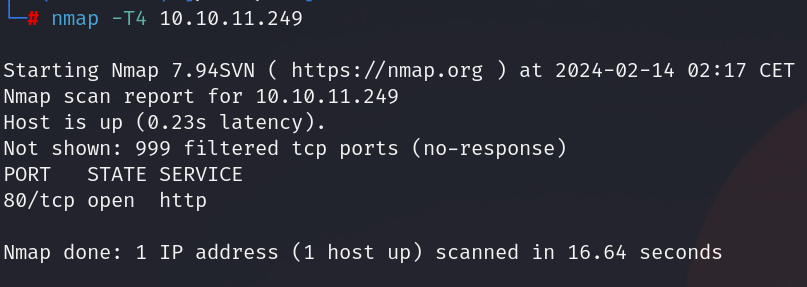 └─# nmap -T4 10.10.11.249
Starting Nmap 7.94SVN ( https://nmap.org ) at 2024-02-14 02:17 CET
Nmap scan report for 10.10.11.249
Host is up (0.23s latency).
Not shown: 999 filtered tcp ports (no-response)
PORT   STATE SERVICE
80/tcp open  http
Nmap done: 1 IP address (1 host up) scanned in 16.64 seconds